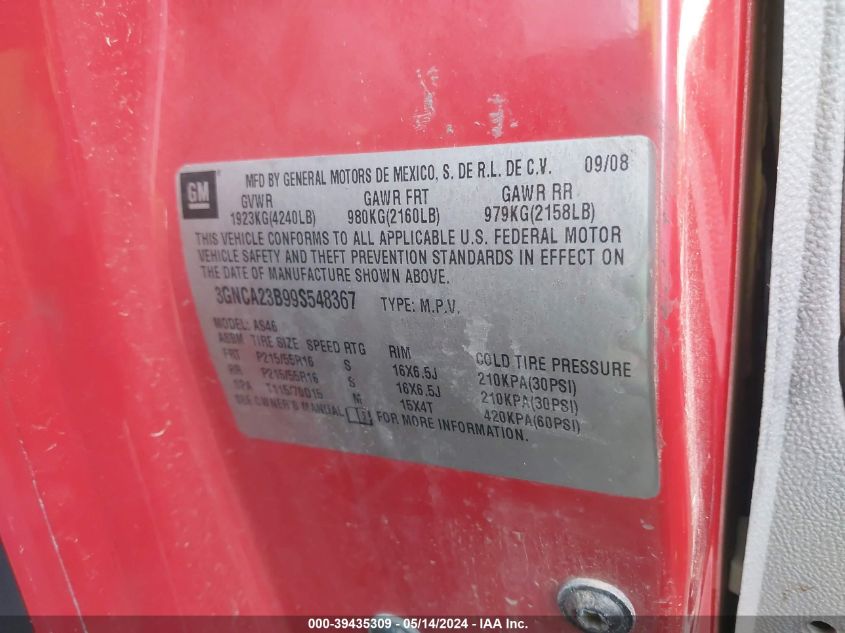 GM
MFD BY GENERAL MOTORS DE MEXICO, S. DE R.L. DE C.V. 09/08
GVWR GAWR FRT GAWR RR
1923KG(4240LB) 980KG(2160LB) 979KG(2158LB)
THIS VEHICLE CONFORMS TO ALL APPLICABLE U.S. FEDERAL MOTOR
VEHICLE SAFETY AND THEFT PREVENTION STANDARDS IN EFFECT ON
THE DATE OF MANUFACTURE SHOWN ABOVE.
3GNCA23B99S548367 TYPE: M.P.V.
MODEL: AS46
ASBM TIRE SIZE SPEED RTG RIM COLD TIRE PRESSURE
FRT P215/55R16 S 16X6.5J 210KPA(30PSI)
RR P215/55R16 S 16X6.5J 210KPA(30PSI)
SPA T115/70D15 M 15X4T 420KPA(60PSI)
SEE OWNER'S MANUAL i FOR MORE INFORMATION.
000-39435309 - 05/14/2024 - IAA Inc.